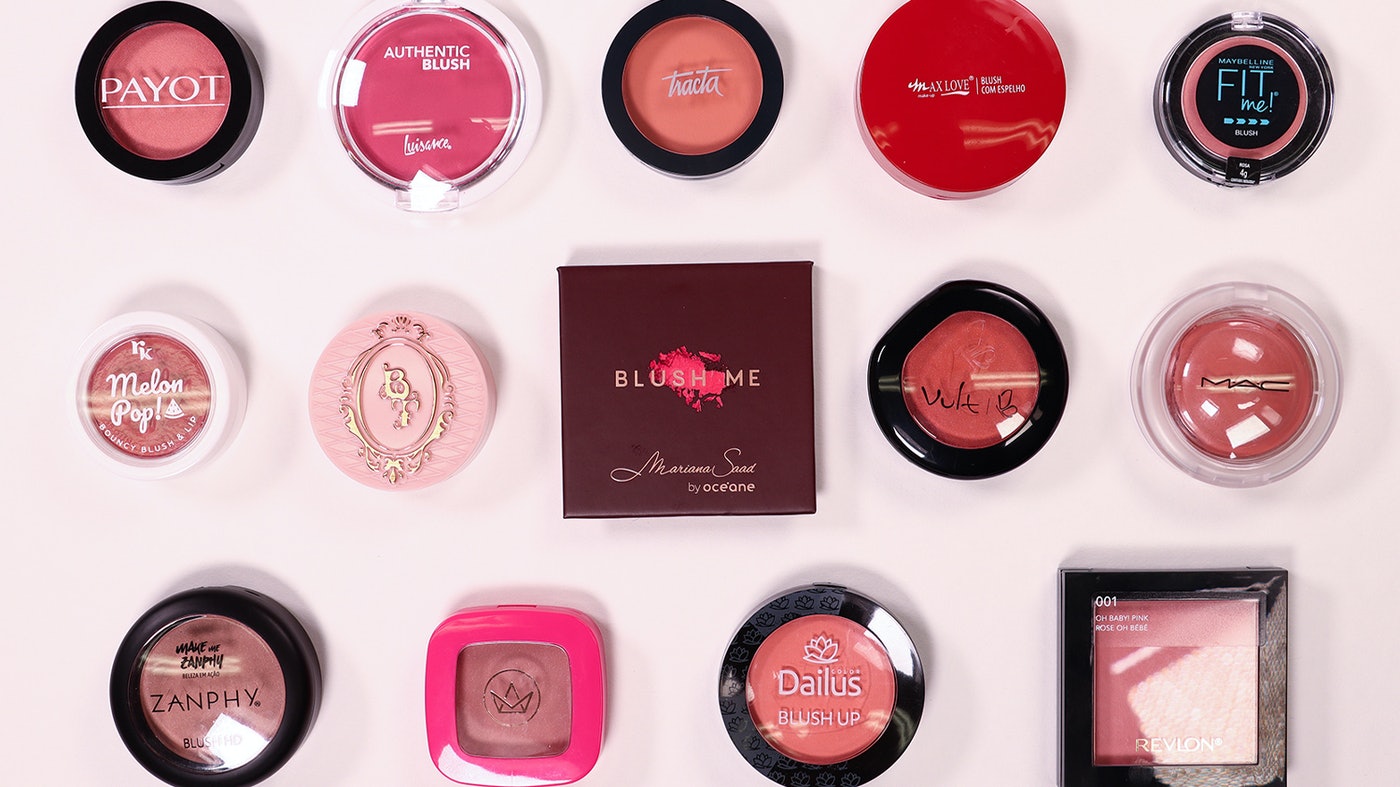 PAYOT
AUTHENTIC
BLUSH
Luisance®
tracta
MAX LOVE®
make-up
BLUSH
COM ESPELHO
MAYBELLINE
NEW YORK
FIT
me!®
BLUSH
ROSA
4g
rk
Melon
Pop!
BOUNCY BLUSH & LIP
B
T
BLUSH ME
Mariana Saad
by océane
Vult | B
MAC
MAKE ME
ZANPHY
BELEZA EM AÇÃO
ZANPHY®
BLUSH HD
COLOR
Dailus
BLUSH UP
001
OH BABY! PINK
ROSE OH BÉBÉ
REVLON®